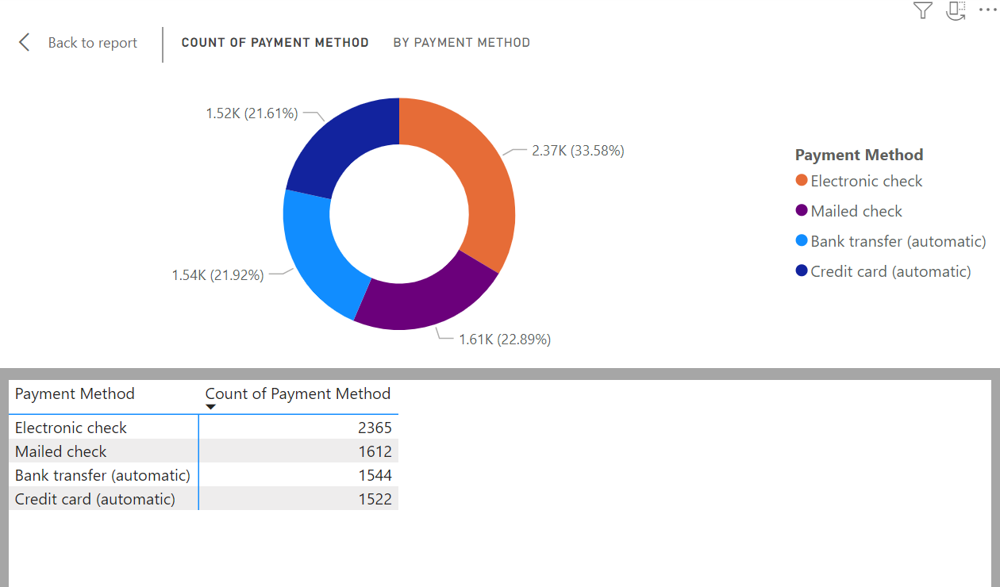 Back to report
COUNT OF PAYMENT METHOD
BY PAYMENT METHOD
1.52K (21.61%)
2.37K (33.58%)
1.54K (21.92%)
1.61K (22.89%)
Payment Method
Electronic check
Mailed check
Bank transfer (automatic)
Credit card (automatic)
Payment Method Count of Payment Method
Electronic check 2365
Mailed check 1612
Bank transfer (automatic) 1544
Credit card (automatic) 1522